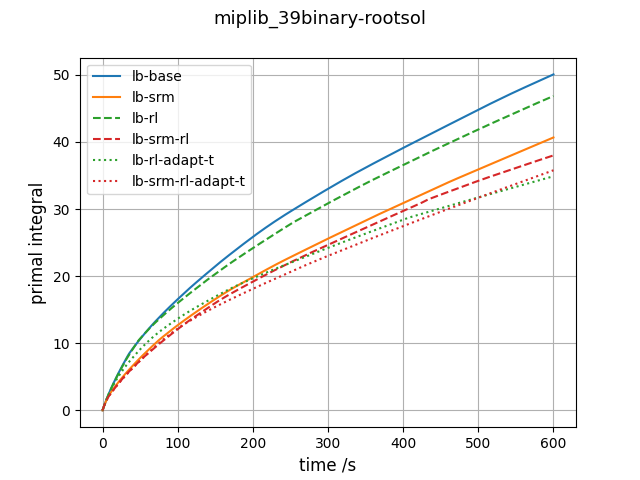 miplib_39binary-rootsol
primal integral
50
40
30
20
10
0
lb-base
lb-srm
lb-rl
lb-srm-rl
lb-rl-adapt-t
lb-srm-rl-adapt-t
0 100 200 300 400 500 600
time /s